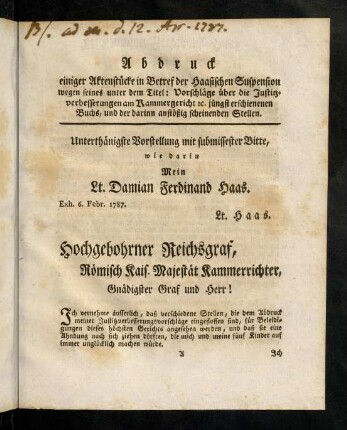 B/. ad m. d. 12. Apr. 1787.
Abdruck
einiger Aktenstücke in Betref der Haasischen Suspension
wegen seines unter dem Titel: Vorschläge über die Justiz-
verbesserungen am Kammergericht ꝛc. jüngst erschienenen
Buchs, und der darinn anstößig scheinenden Stellen.
Unterthänigste Vorstellung mit submissester Bitte,
wie darin
Mein
Lt. Damian Ferdinand Haas.
Exh. 6. Febr. 1787.
Lt. Haas.
Hochgebohrner Reichsgraf,
Römisch Kais. Majestät Kammerrichter,
Gnädigster Graf und Herr!
Ich vernehme äusserlich, daß verschiedene Stellen, die dem Abdruck
meiner Justizverbesserungsvorschläge eingeflossen sind, für Beleidi-
gungen dieses höchsten Gerichts angesehen werden, und daß sie eine
Ahndung nach sich ziehen dörften, die mich und meine fünf Kinder auf
immer unglücklich machen würde.
A Ich